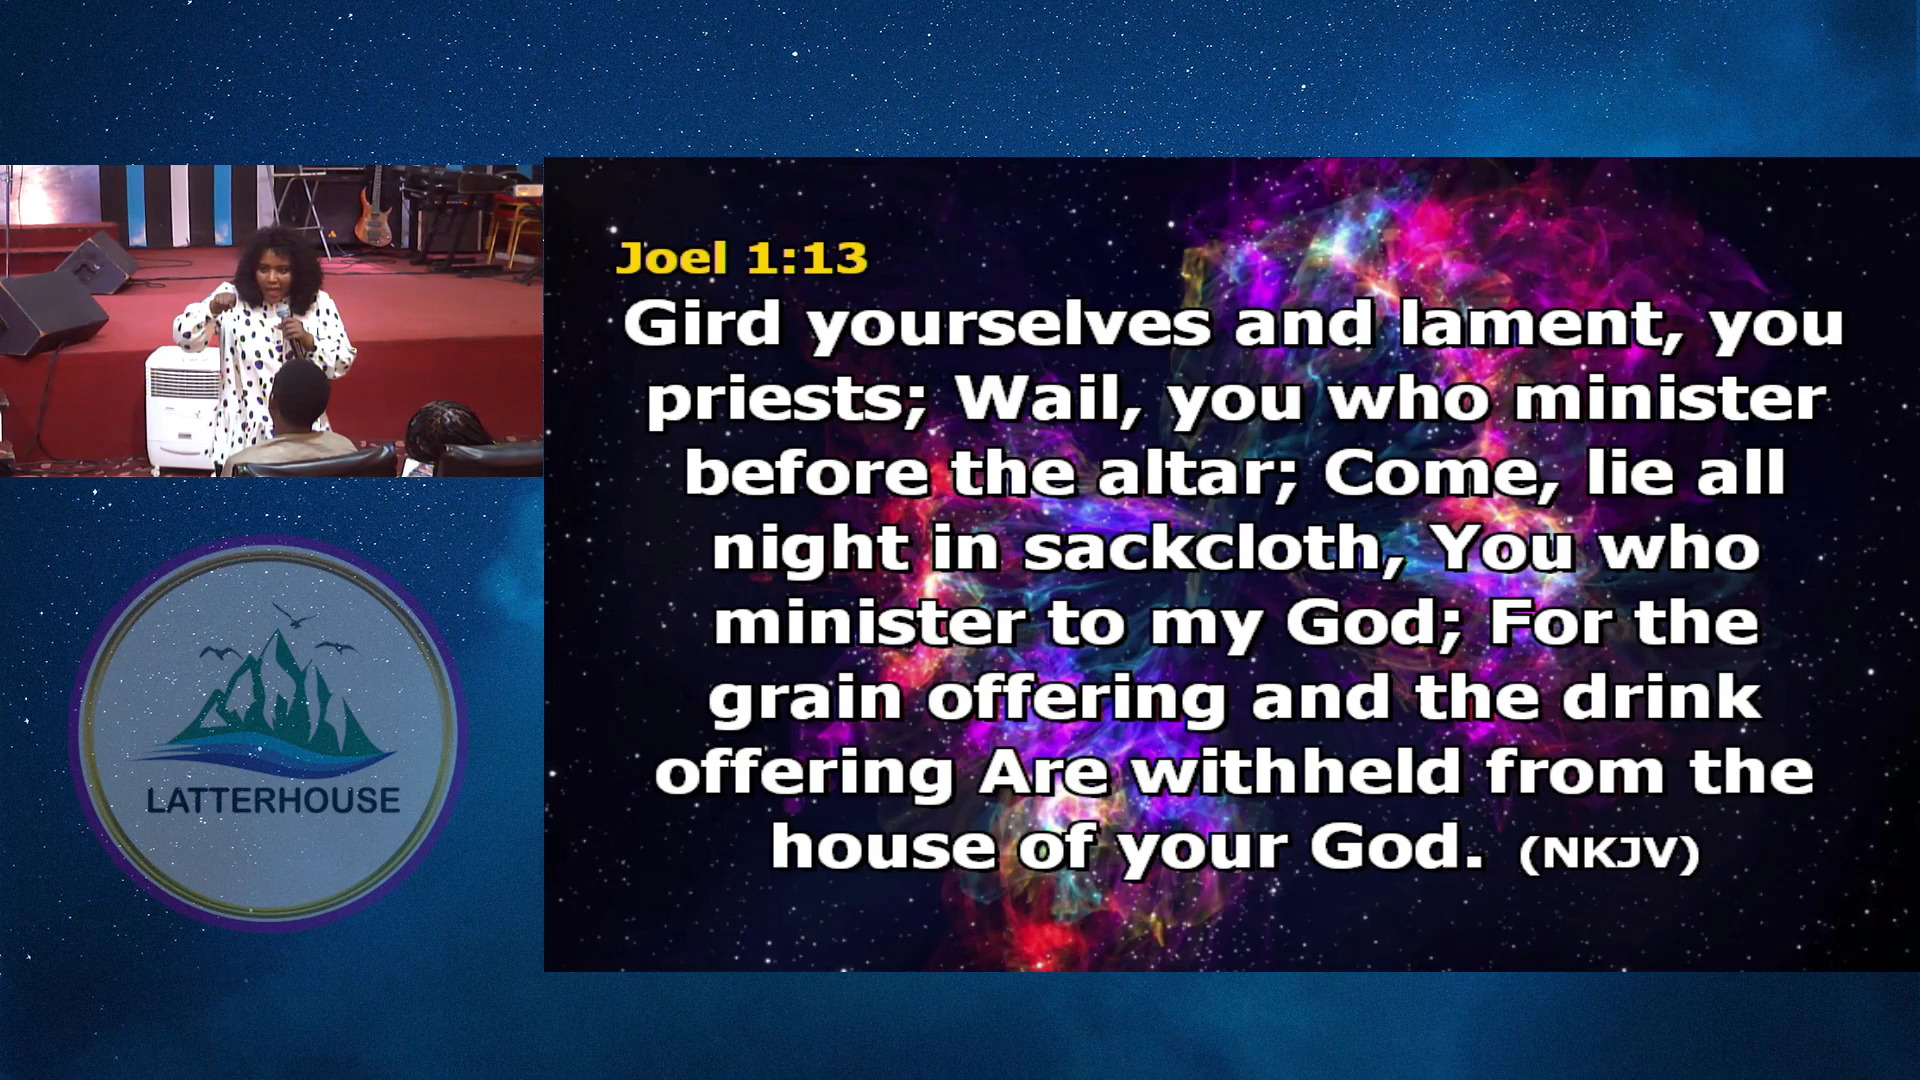 Joel 1:13
Gird yourselves and lament, you
priests; Wail, you who minister
before the altar; Come, lie all
night in sackcloth, You who
minister to my God; For the
grain offering and the drink
offering Are withheld from the
house of your God. (NKJV)
LATTERHOUSE